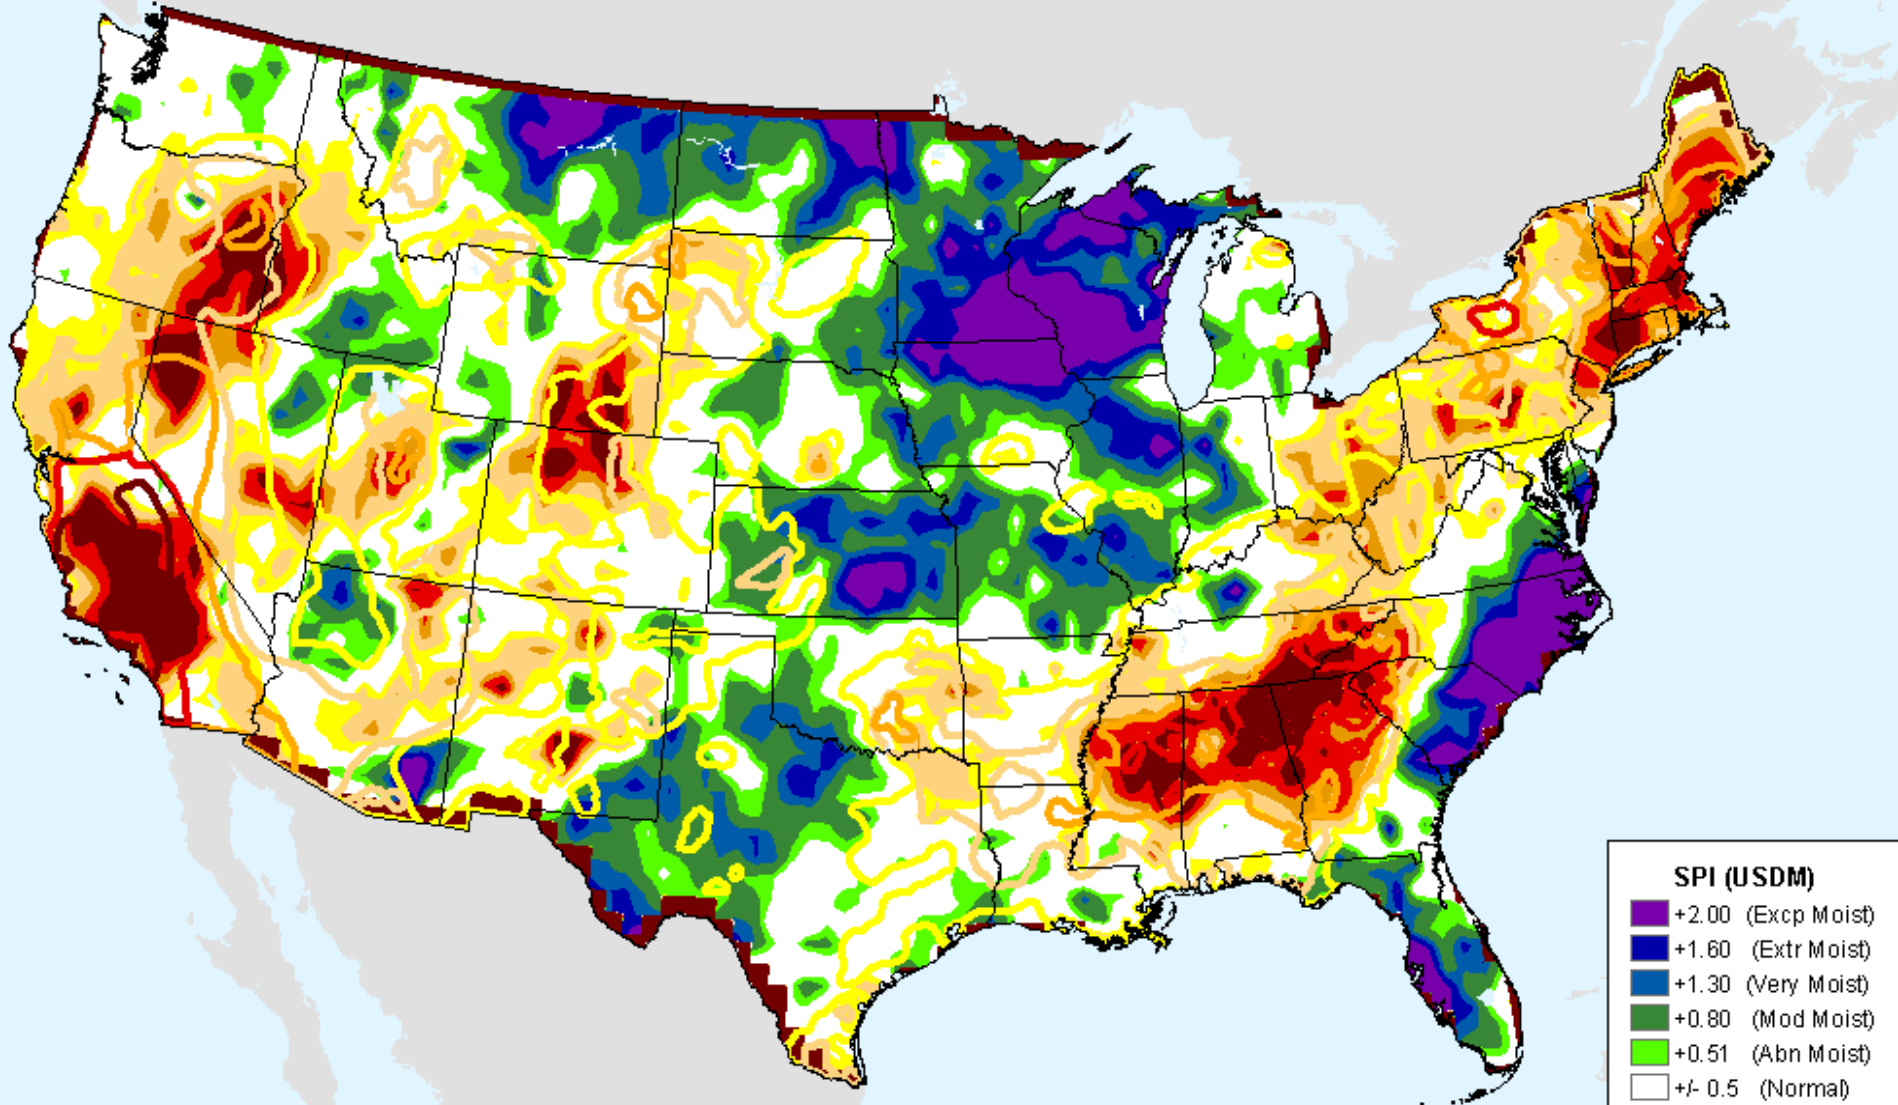 SPI (USDM)
+2.00 (Excp Moist)
+1.60 (Extr Moist)
+1.30 (Very Moist)
+0.80 (Mod Moist)
+0.51 (Abn Moist)
+/- 0.5 (Normal)